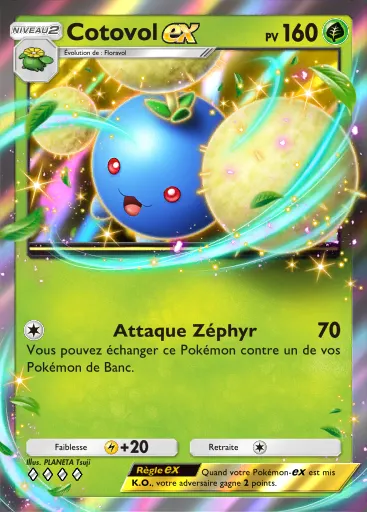 NIVEAU 2 Cotovol ex PV 160
Évolution de : Floravol
Attaque Zéphyr 70
Vous pouvez échanger ce Pokémon contre un de vos
Pokémon de Banc.
Faiblesse +20 Retraite
Illus. PLANETA Tsuji
Règle ex Quand votre Pokémon-ex est mis
K.O., votre adversaire gagne 2 points.